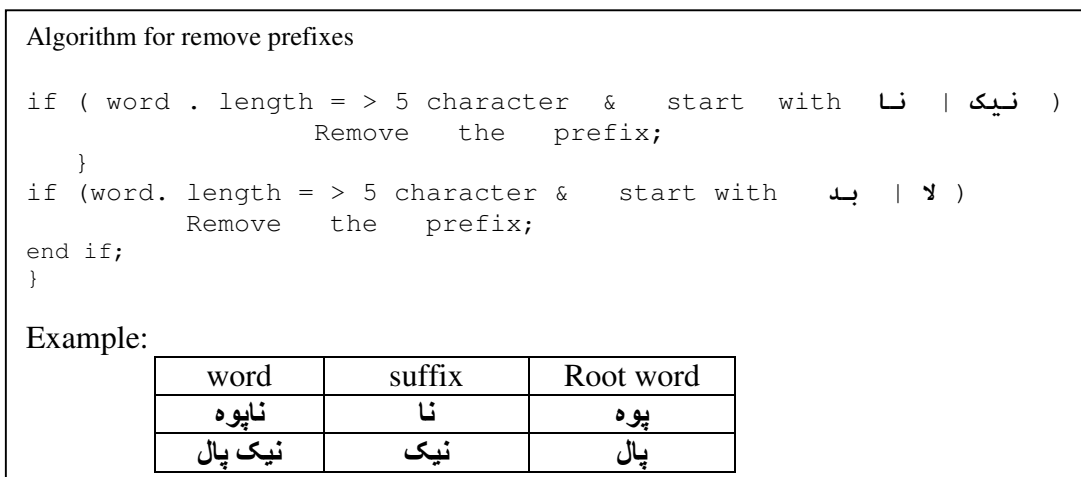 Algorithm for remove prefixes
if ( word . length = > 5 character & start with نا | نیک )
Remove the prefix;
}
if (word. length = > 5 character & start with بد | لا )
Remove the prefix;
end if;
}
Example:
word suffix Root word
ناپوه نا پوه
نیک پال نیک پال